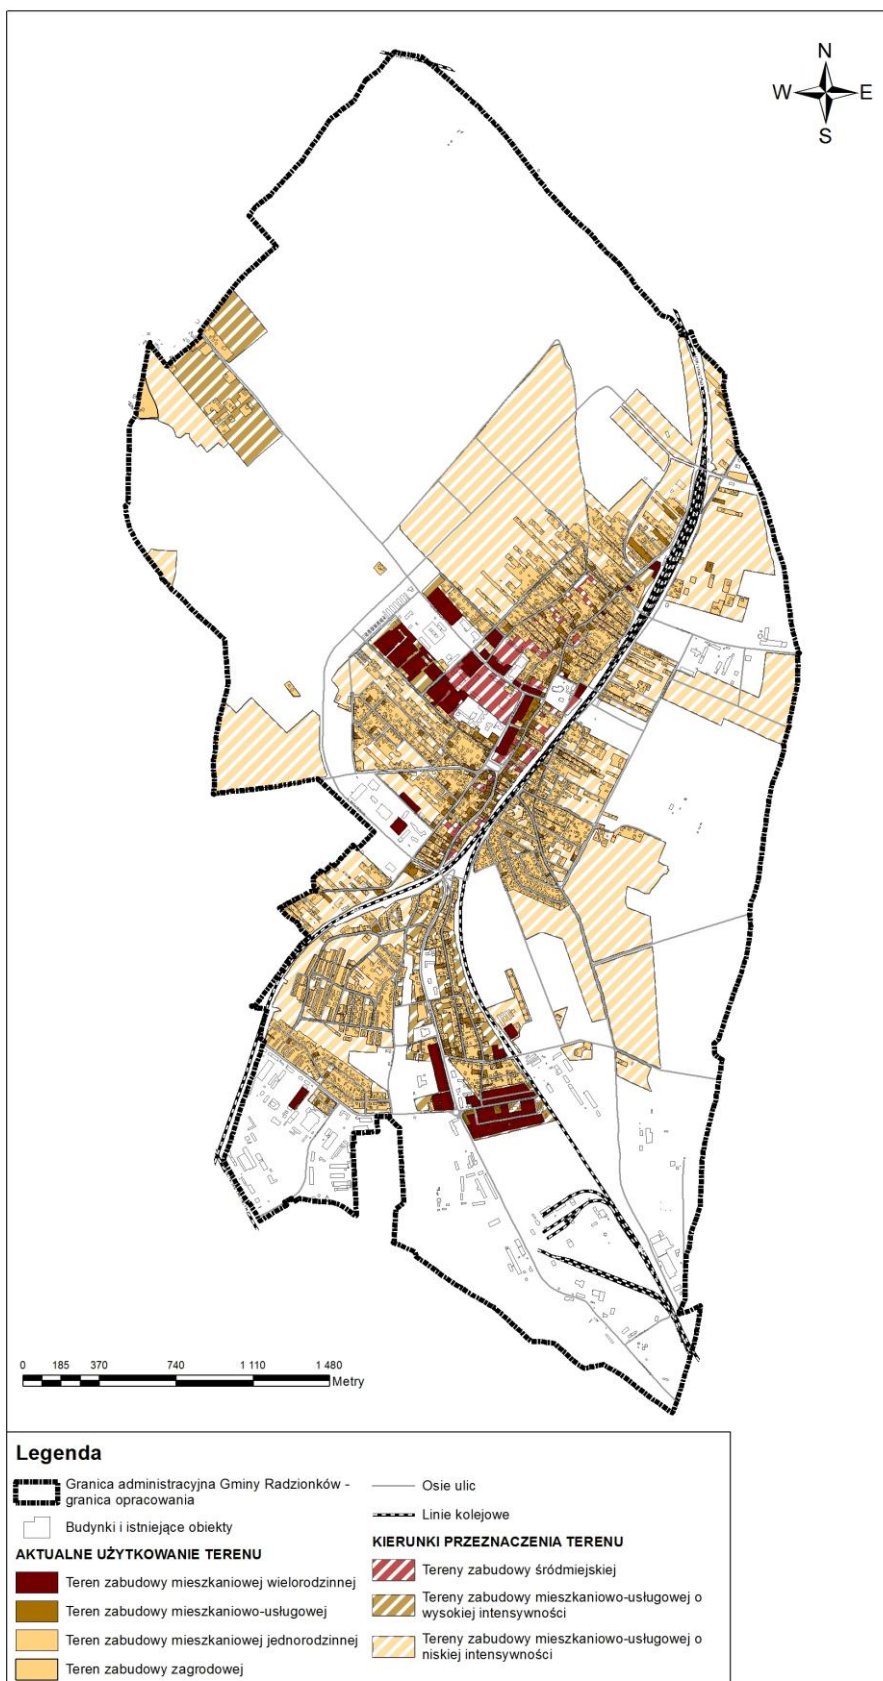 N
W E
S
0 185 370 740 1 110 1 480
Metry
Legenda
Granica administracyjna Gminy Radzionków -
granica opracowania
Budynki i istniejące obiekty
AKTUALNE UŻYTKOWANIE TERENU
Teren zabudowy mieszkaniowej wielorodzinnej
Teren zabudowy mieszkaniowo-usługowej
Teren zabudowy mieszkaniowej jednorodzinnej
Teren zabudowy zagrodowej
Osie ulic
Linie kolejowe
KIERUNKI PRZEZNACZENIA TERENU
Tereny zabudowy śródmiejskiej
Tereny zabudowy mieszkaniowo-usługowej o
wysokiej intensywności
Tereny zabudowy mieszkaniowo-usługowej o
niskiej intensywności